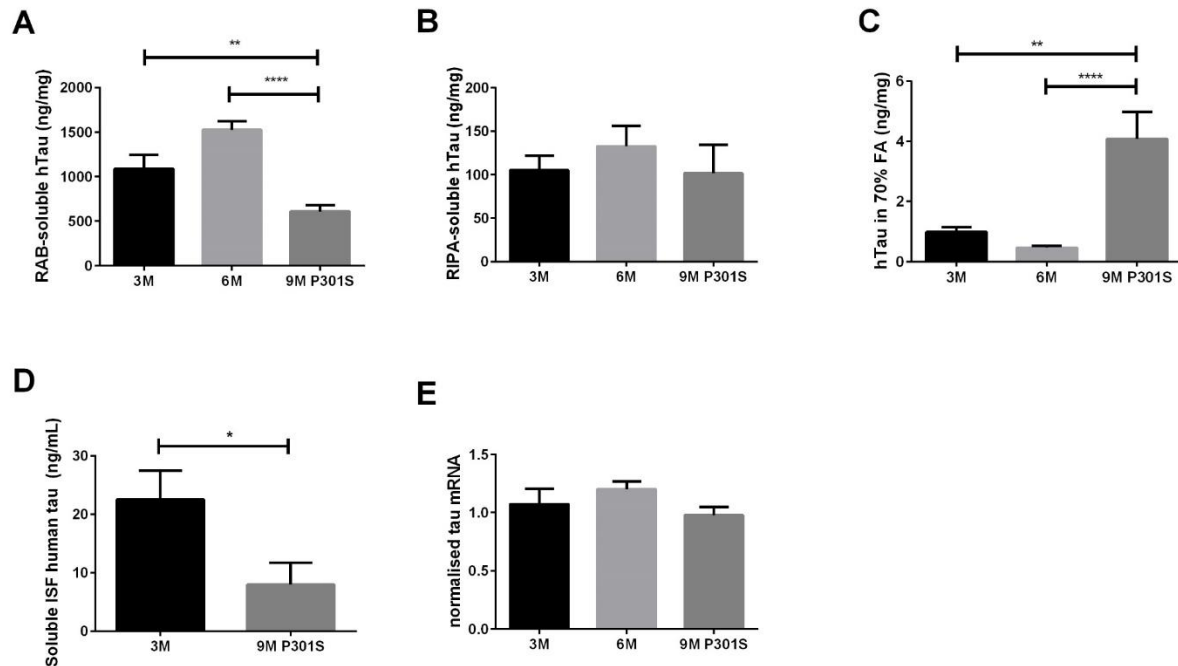 A
**
****
RAB-soluble hTau (ng/mg)
2000
1500
1000
500
0
3M 6M 9M P301S
B
RIPA-soluble hTau (ng/mg)
200
150
100
50
0
3M 6M 9M P301S
C
**
****
hTau in 70% FA (ng/mg)
6
4
2
0
3M 6M 9M P301S
D
*
Soluble ISF human tau (ng/mL)
30
20
10
0
3M 9M P301S
E
normalised tau mRNA
1.5
1.0
0.5
0.0
3M 6M 9M P301S